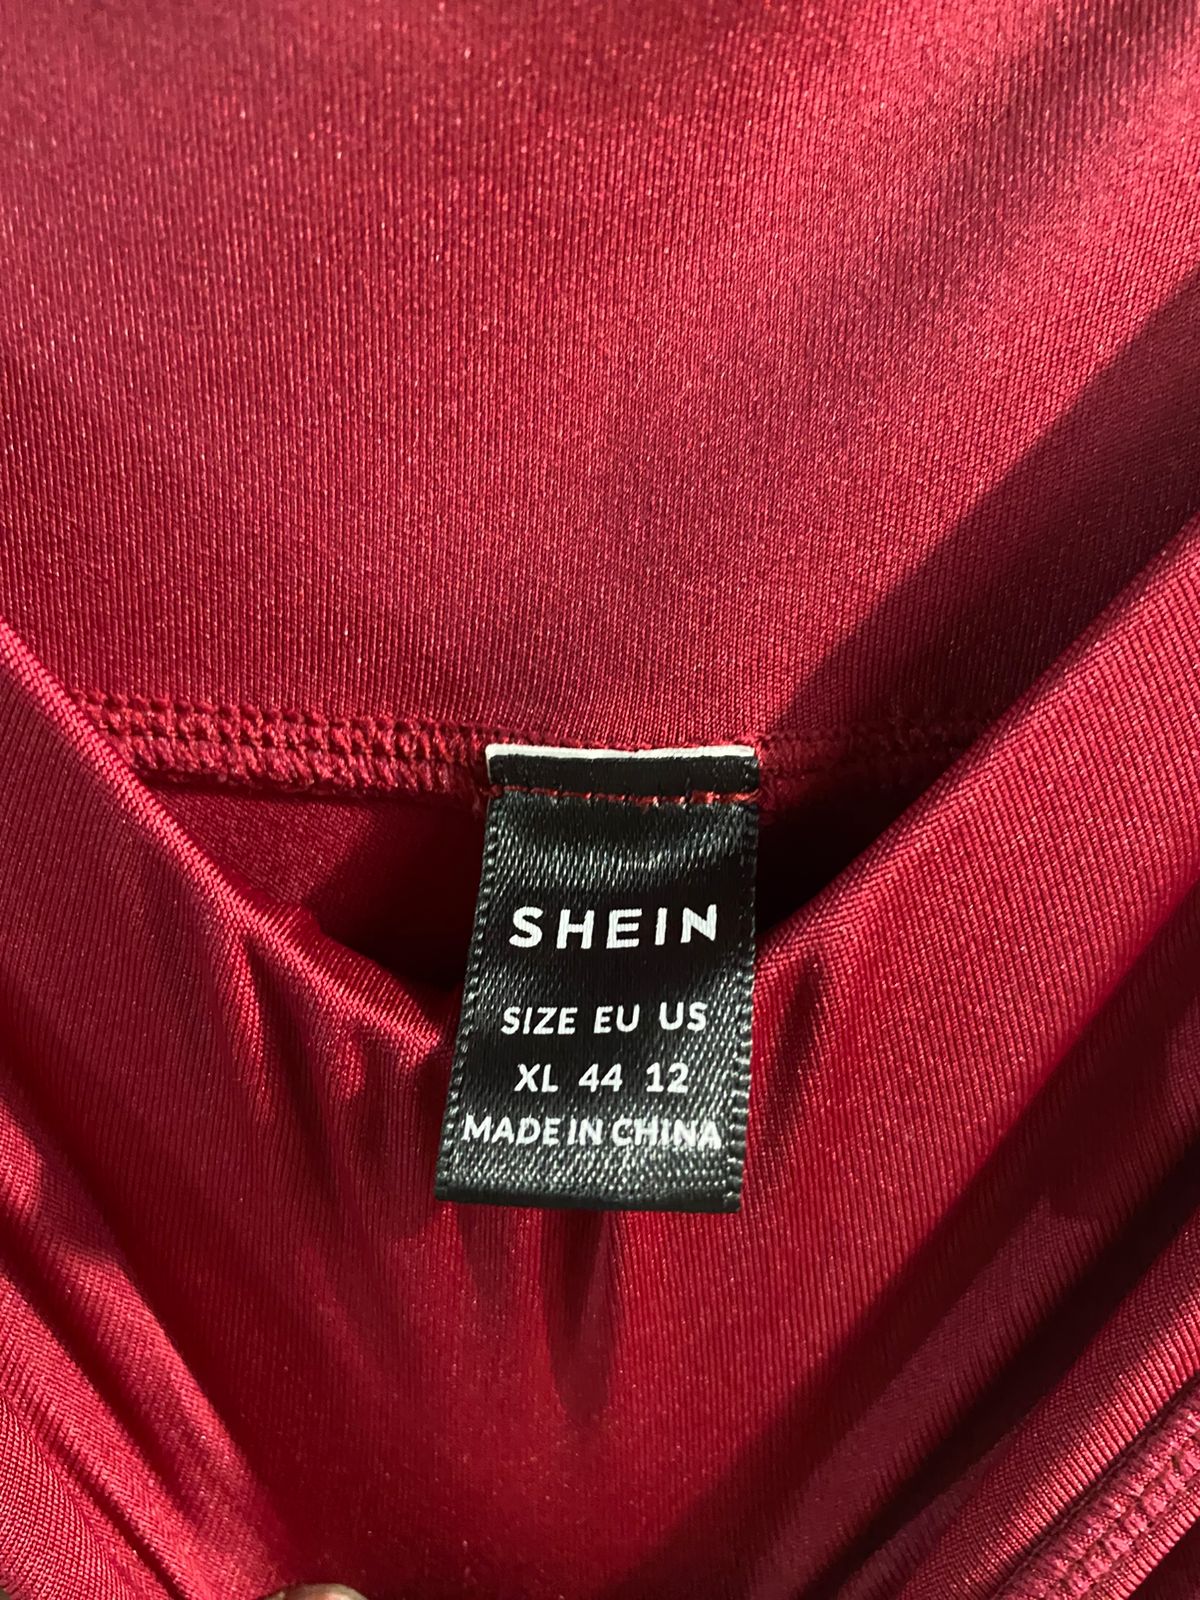 SHEIN
SIZE EU US
XL 44 12
MADE IN CHINA